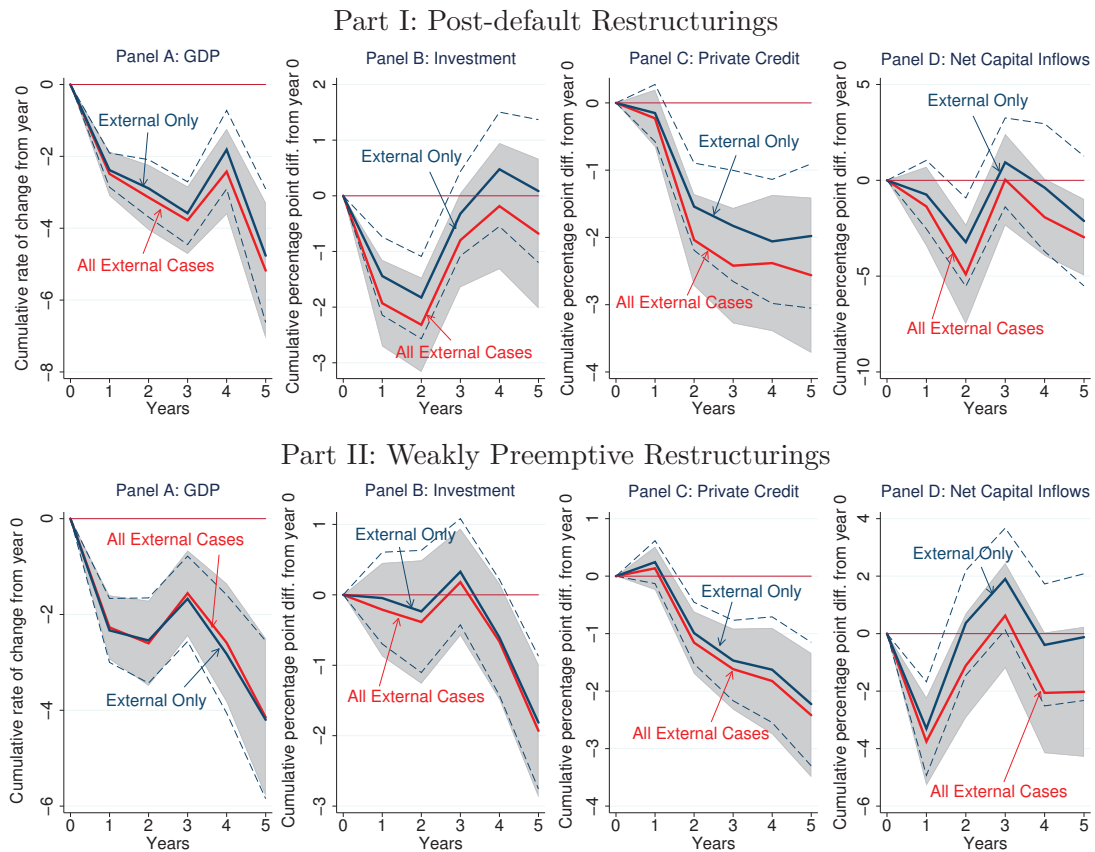 Part I: Post-default Restructurings
Panel A: GDP
Cumulative rate of change from year 0
0
-2
-4
-6
-8
External Only
All External Cases
0 1 2 3 4 5
Years
Panel B: Investment
Cumulative percentage point diff. from year 0
2
1
0
-1
-2
-3
External Only
All External Cases
0 1 2 3 4 5
Years
Panel C: Private Credit
Cumulative percentage point diff. from year 0
0
-1
-2
-3
-4
External Only
All External Cases
0 1 2 3 4 5
Years
Panel D: Net Capital Inflows
Cumulative percentage point diff. from year 0
5
0
-5
-10
External Only
All External Cases
0 1 2 3 4 5
Years
Part II: Weakly Preemptive Restructurings
Panel A: GDP
Cumulative rate of change from year 0
0
-2
-4
-6
All External Cases
External Only
0 1 2 3 4 5
Years
Panel B: Investment
Cumulative percentage point diff. from year 0
1
0
-1
-2
-3
External Only
All External Cases
0 1 2 3 4 5
Years
Panel C: Private Credit
Cumulative percentage point diff. from year 0
1
0
-1
-2
-3
-4
External Only
All External Cases
0 1 2 3 4 5
Years
Panel D: Net Capital Inflows
Cumulative percentage point diff. from year 0
4
2
0
-2
-4
-6
External Only
All External Cases
0 1 2 3 4 5
Years